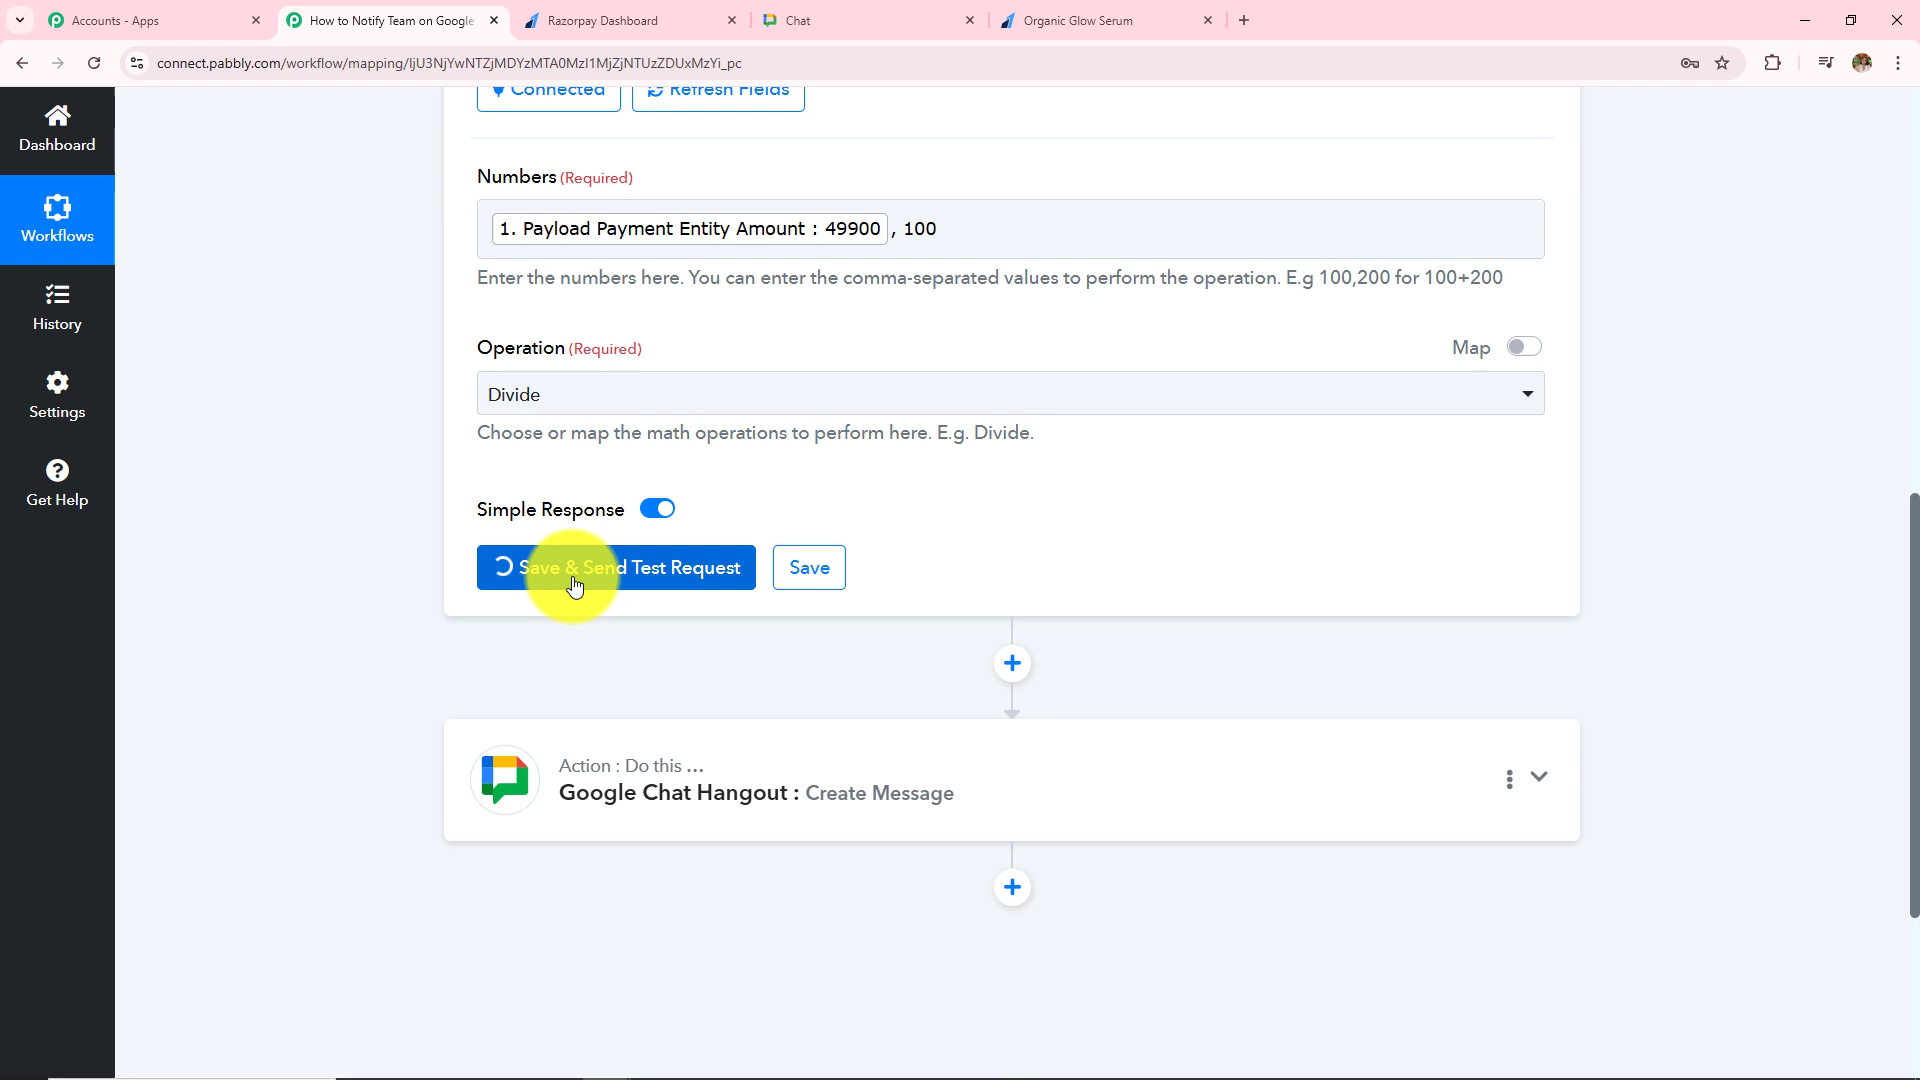 Accounts - Apps
How to Notify Team on Google
Razorpay Dashboard
Chat
Organic Glow Serum
connect.pabbly.com/workflow/mapping/IjU3NjYwNTZjMDYzMTA0MzI1MjZjNTUzZDUxMzYi_pc
Dashboard
Workflows
History
Settings
Get Help
Connected
Refresh Fields
Numbers (Required)
1. Payload Payment Entity Amount : 49900 , 100
Enter the numbers here. You can enter the comma-separated values to perform the operation. E.g 100,200 for 100+200
Operation (Required)
Map
Divide
Choose or map the math operations to perform here. E.g. Divide.
Simple Response
Save & Send Test Request
Save
Action : Do this ...
Google Chat Hangout : Create Message